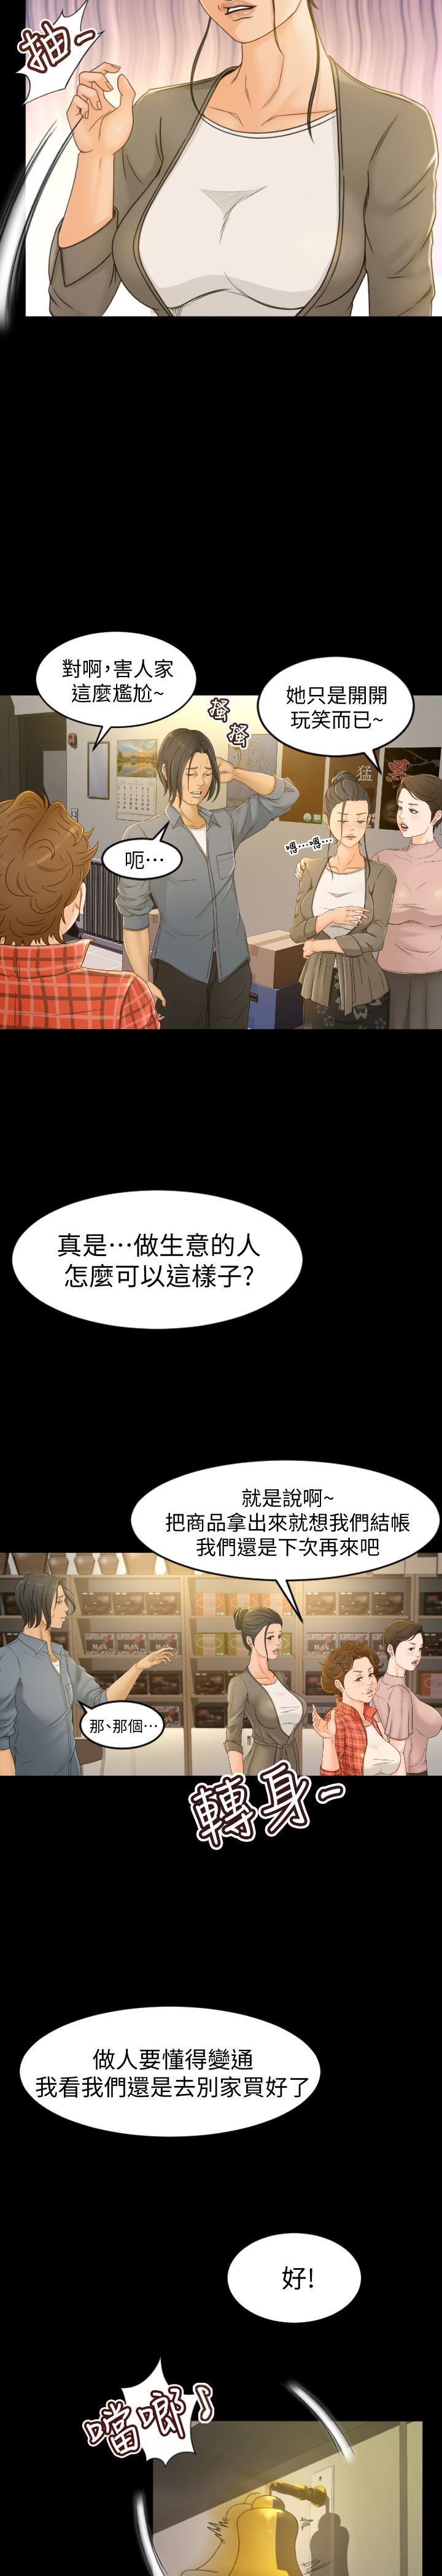 抽~
對啊,害人家
這麼尷尬~
搔
搔
她只是開開
玩笑而已~
猛
嗯…嗯…
呃…
真是…做生意的人
怎麼可以這樣子?
就是說啊~
把商品拿出來就想我們結帳
我們還是下次再來吧
MAN
那、那個…
轉身~
做人要懂得變通
我看我們還是去別家買好了
好!
噹啷♪